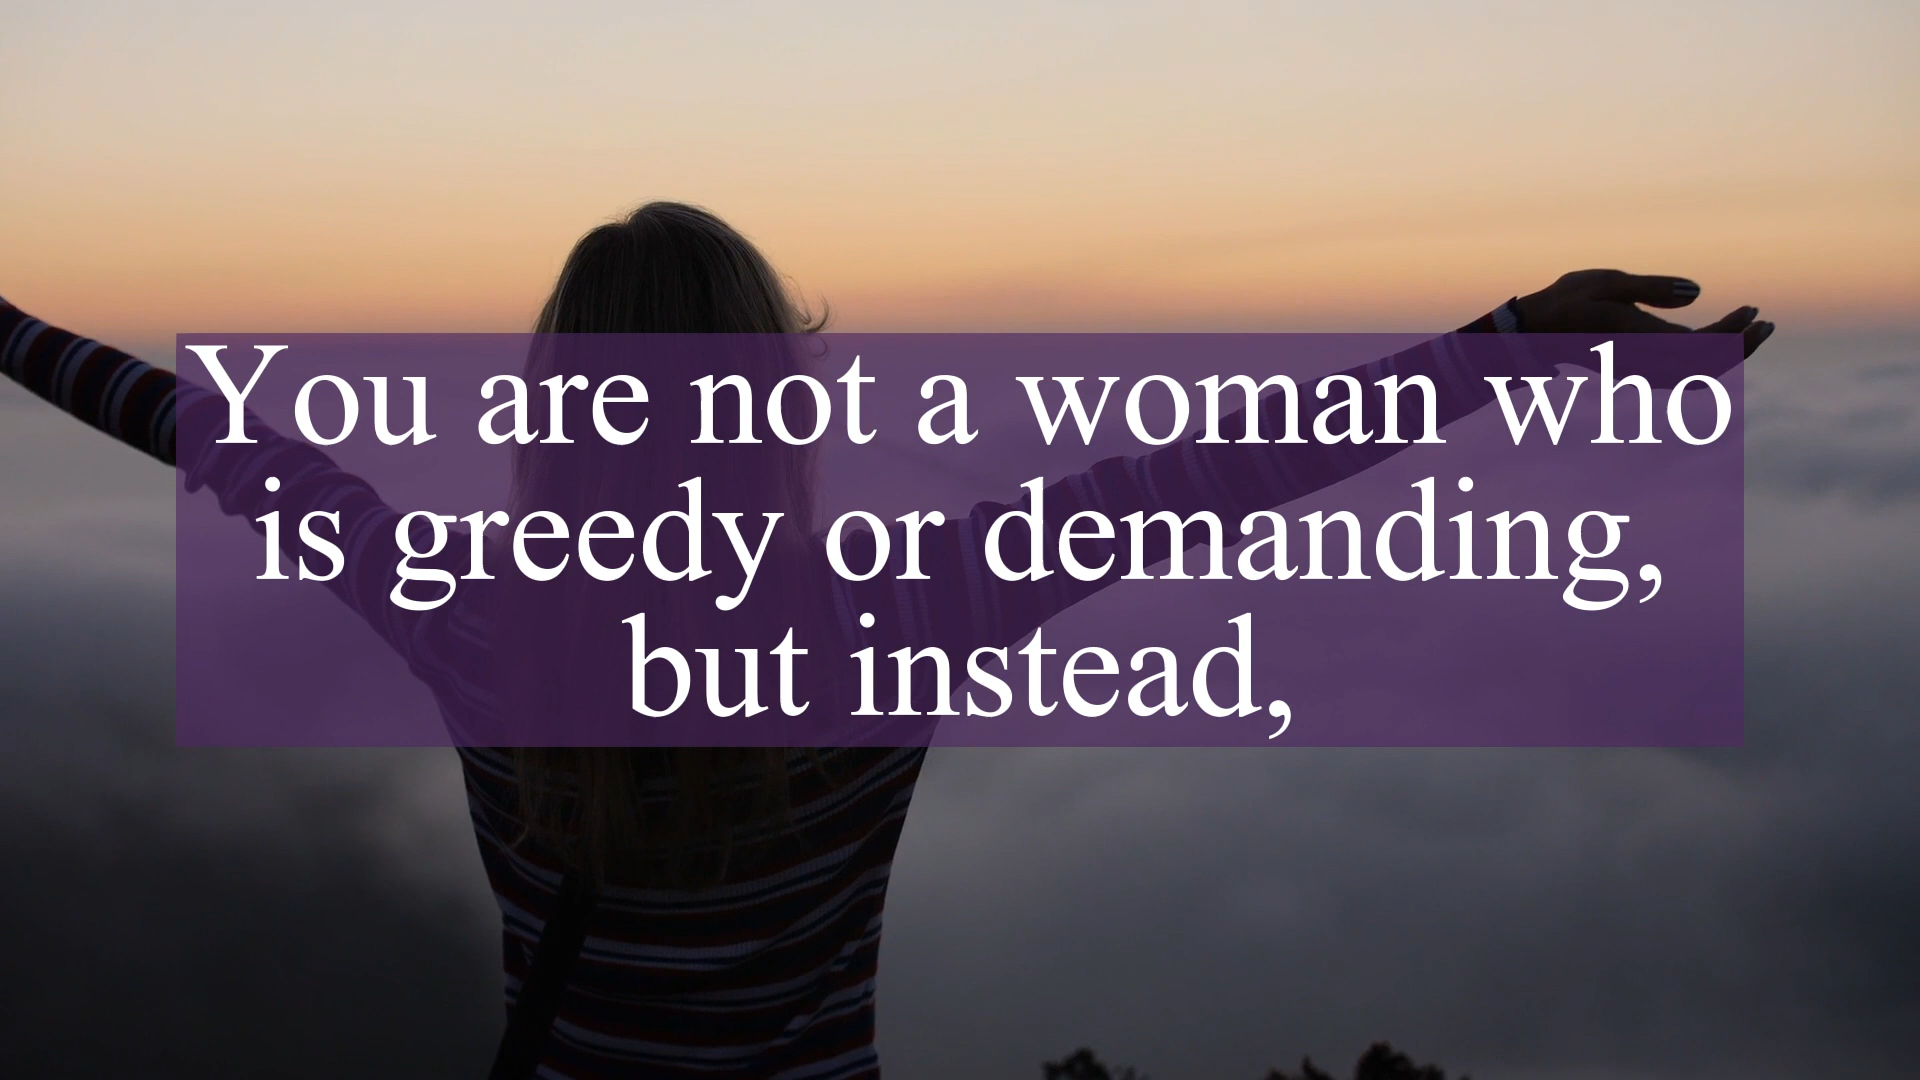 You are not a woman who
is greedy or demanding,
but instead,